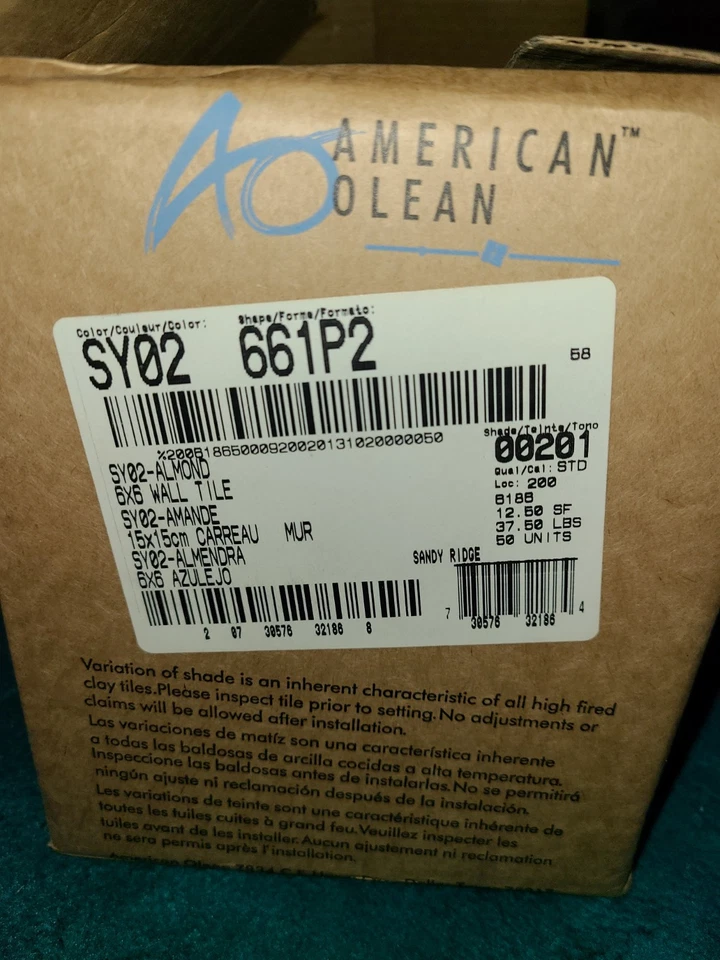 AO AMERICAN™
OLEAN
Color/Couleur/Color: Shape/Forme/Formato:
SY02 661P2
58
%2006186500092002013102000005­0
Shade/Teinte/Tono
00201
Qual/Cal: STD
Loc: 200
6186
12.50 SF
37.50 LBS
50 UNITS
SY02-ALMOND
6X6 WALL TILE
SY02-AMANDE
15x15cm CARREAU MUR
SY02-ALMENDRA
6X6 AZULEJO
SANDY RIDGE
2 07 30576 32186 8
7 30576 32186 4
Variation of shade is an inherent characteristic of all high fired
clay tiles.Please inspect tile prior to setting. No adjustments or
claims will be allowed after installation.
Las variaciones de matíz son una característica inherente
a todas las baldosas de arcilla cocidas a alta temperatura.
Inspeccione las baldosas antes de instalarlas. No se permitirá
ningún ajuste ni reclamación después de la instalación.
Les variations de teinte sont une caractéristique inhérente de
toutes les tuiles cuites à grand feu. Veuillez inspecter les
tuiles avant de les installer. Aucun ajustement ni reclamation
ne sera permis après l'installation.
American Olean